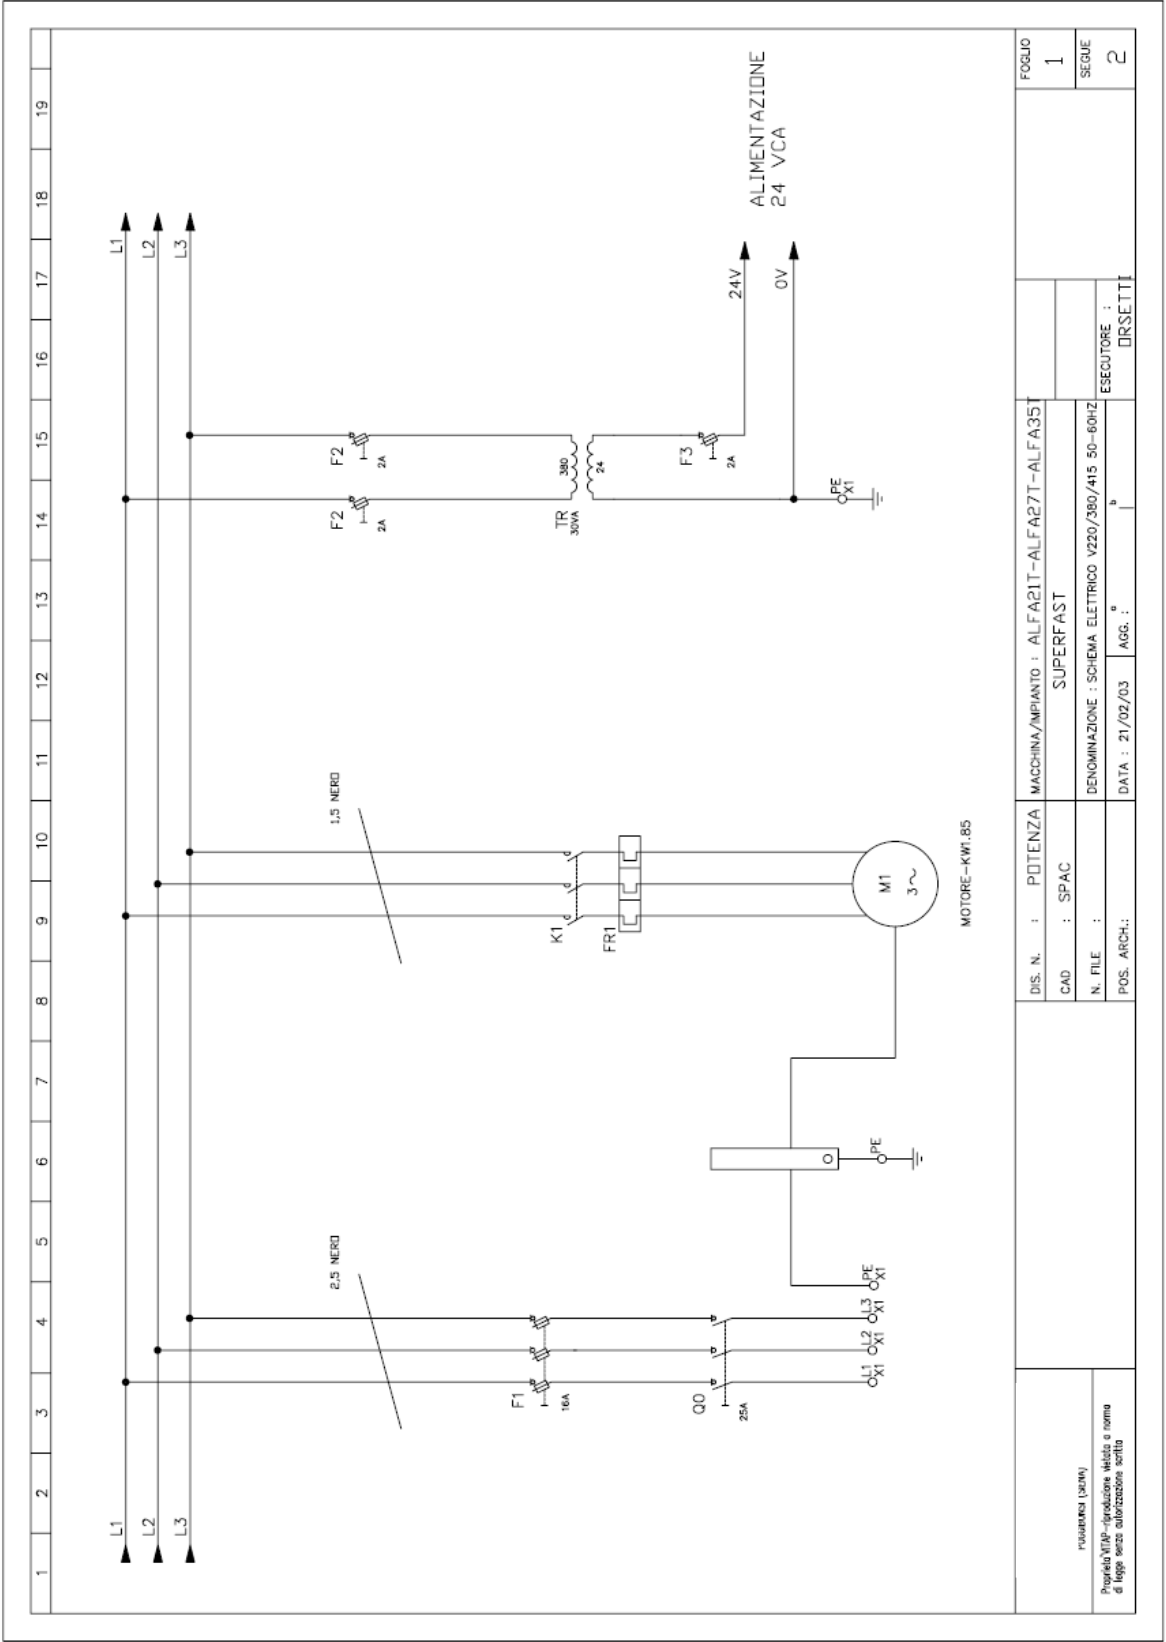 1 2 3 4 5 6 7 8 9 10 11 12 13 14 15 16 17 18 19
L1
L2
L3
L1
L2
L3
2,5 NERO
1,5 NERO
F1
16A
Q0
25A
L1
X1
L2
X1
L3
X1
PE
X1
PE
K1
FR1
M1
3~
MOTORE-KW1.85
F2
2A
F2
2A
TR
30VA
380
24
F3
2A
PE
X1
24V
0V
ALIMENTAZIONE
24 VCA
(SIENA)
Proprieta' VITAP-riproduzione vietata a norma
di legge senza autorizzazione scritta
DIS. N. : POTENZA
CAD : SPAC
N. FILE :
POS. ARCH.:
MACCHINA/IMPIANTO : ALFA21T-ALFA27T-ALFA35T
SUPERFAST
DENOMINAZIONE : SCHEMA ELETTRICO V220/380/415 50-60HZ
DATA : 21/02/03
AGG. : a
b
ESECUTORE :
ORSETTI
FOGLIO
1
SEGUE
2